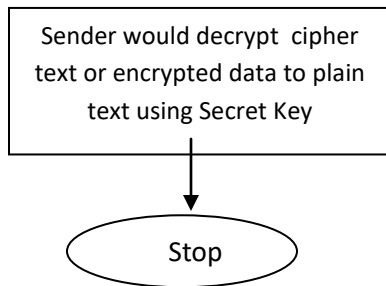 Sender would decrypt cipher
text or encrypted data to plain
text using Secret Key
Stop